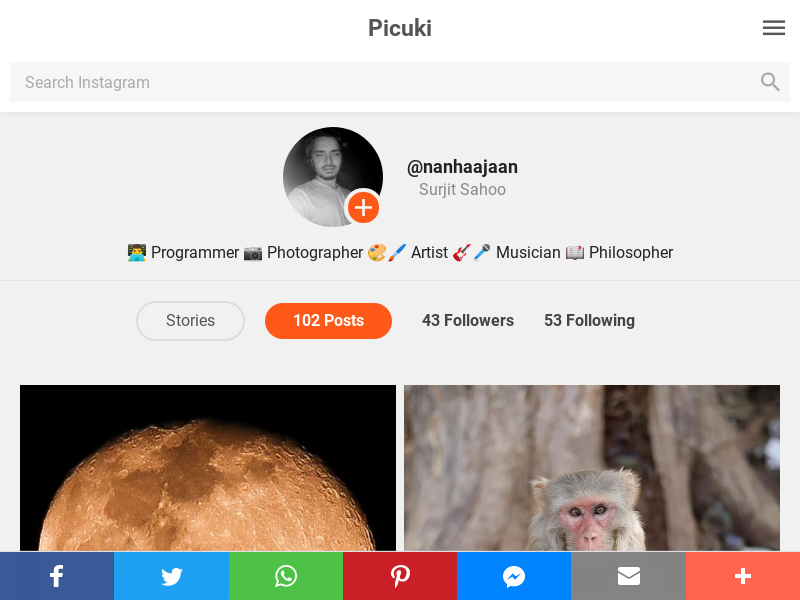 Picuki
Search Instagram
@nanhaajaan
Surjit Sahoo
👨‍💻 Programmer 📷 Photographer 🎨🖌️ Artist 🎸🎤 Musician 📖 Philosopher
Stories
102 Posts
43 Followers
53 Following